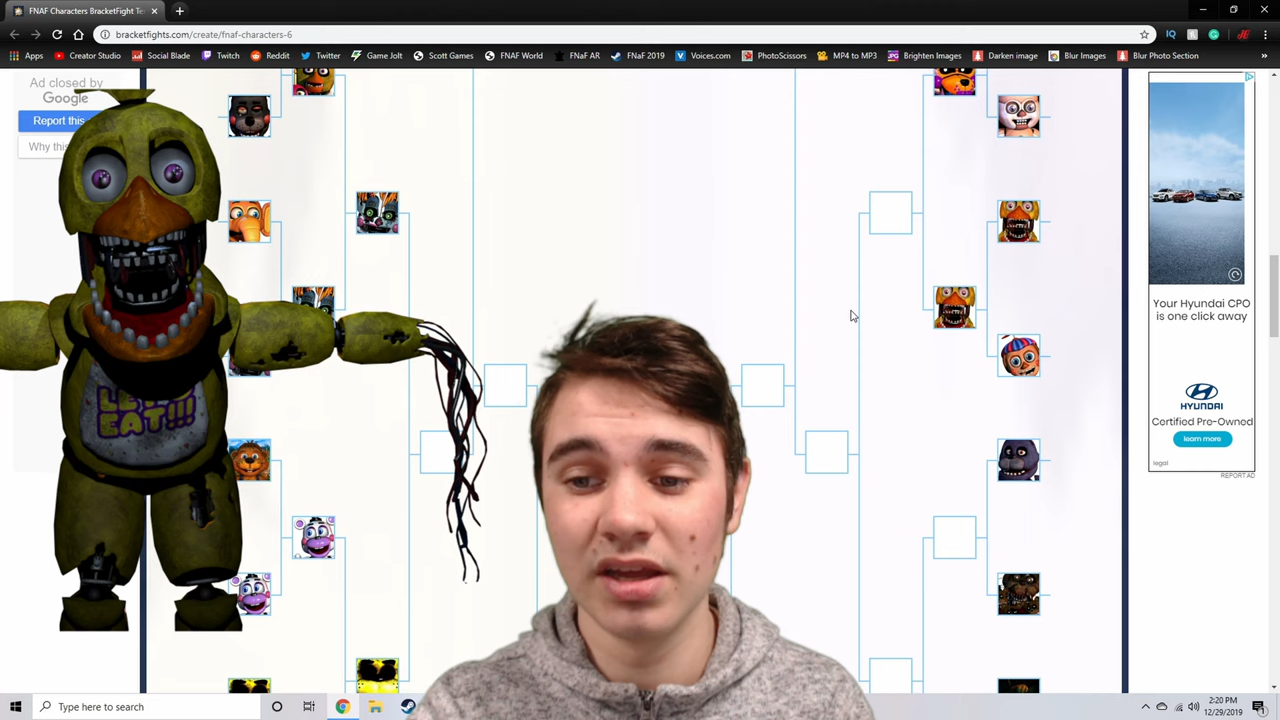 FNAF Characters BracketFight Te
bracketfights.com/create/fnaf-characters-6
Apps Creator Studio Social Blade Twitch Reddit Twitter Game Jolt Scott Games FNAF World FNaF AR FNaF 2019 Voices.com PhotoScissors MP4 to MP3 Brighten Images Darken image Blur Images Blur Photo Section »
Ad closed by
Google
Report this
Why this
LET'S
EAT!!!
Your Hyundai CPO
is one click away
HYUNDAI
Certified Pre-Owned
learn more
legal
REPORT AD
Type here to search
2:20 PM
12/29/2019